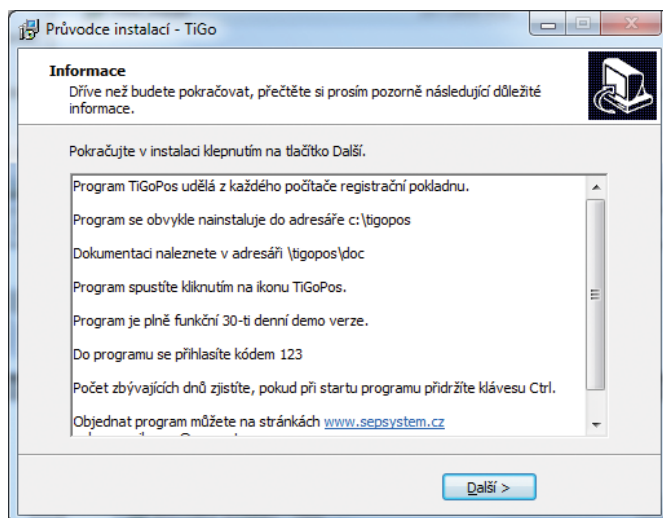 Průvodce instalací - TiGo
Informace
Dříve než budete pokračovat, přečtěte si prosím pozorně následující důležité
informace.
Pokračujte v instalaci klepnutím na tlačítko Další.
Program TiGoPos udělá z každého počítače registrační pokladnu.
Program se obvykle nainstaluje do adresáře c:\tigopos
Dokumentaci naleznete v adresáři \tigopos\doc
Program spustíte kliknutím na ikonu TiGoPos.
Program je plně funkční 30-ti denní demo verze.
Do programu se přihlasíte kódem 123
Počet zbývajících dnů zjistíte, pokud při startu programu přidržíte klávesu Ctrl.
Objednat program můžete na stránkách www.sepsystem.cz
Další >